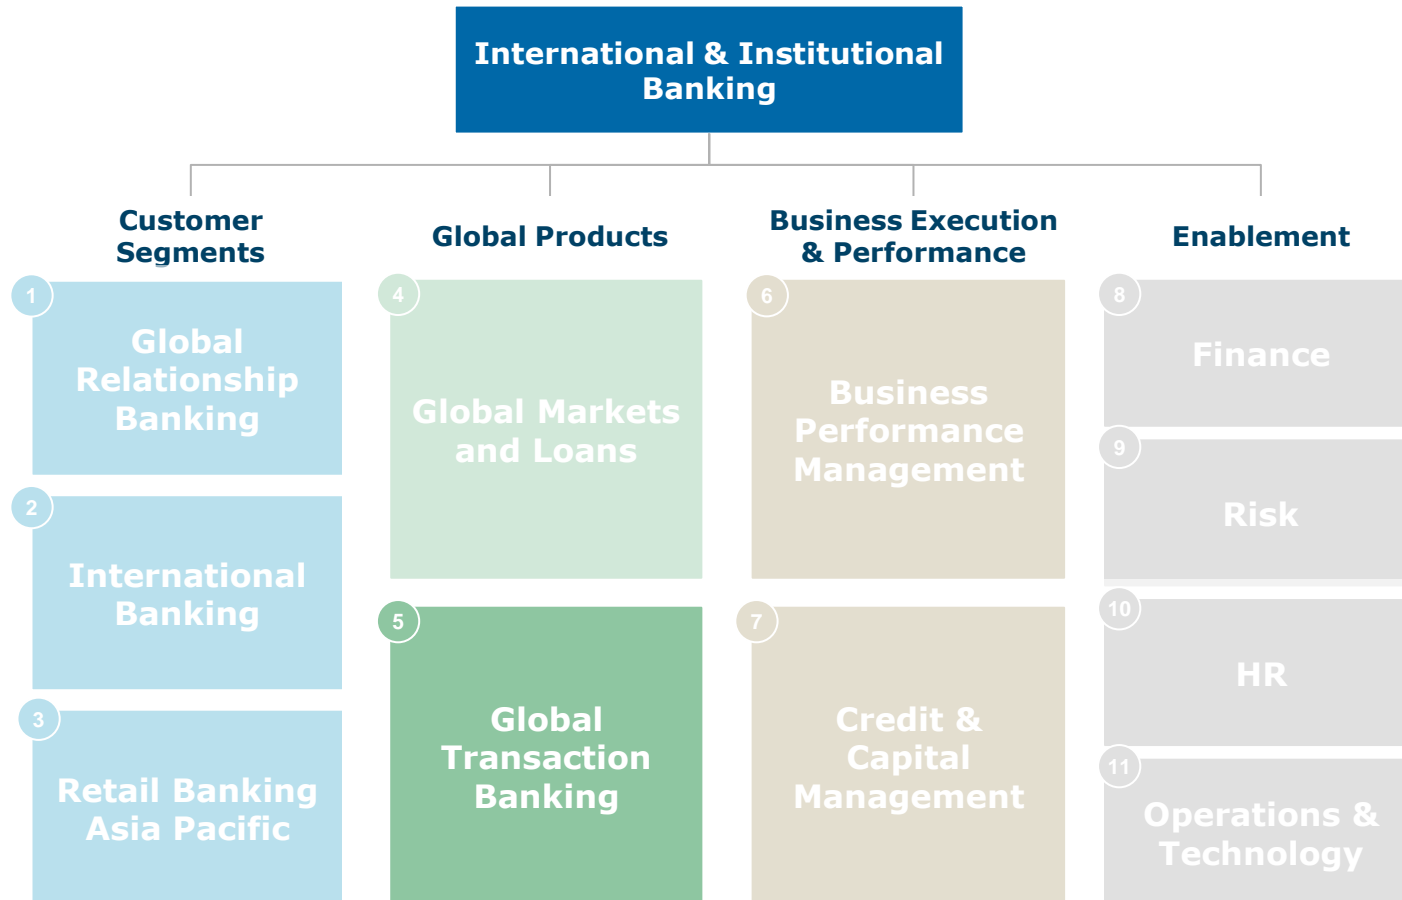 International & Institutional
Banking
Customer
Segments
Global Products
Business Execution
& Performance
Enablement
1
Global
Relationship
Banking
2
International
Banking
3
Retail Banking
Asia Pacific
4
Global Markets
and Loans
5
Global
Transaction
Banking
6
Business
Performance
Management
7
Credit &
Capital
Management
8
Finance
9
Risk
10
HR
11
Operations &
Technology